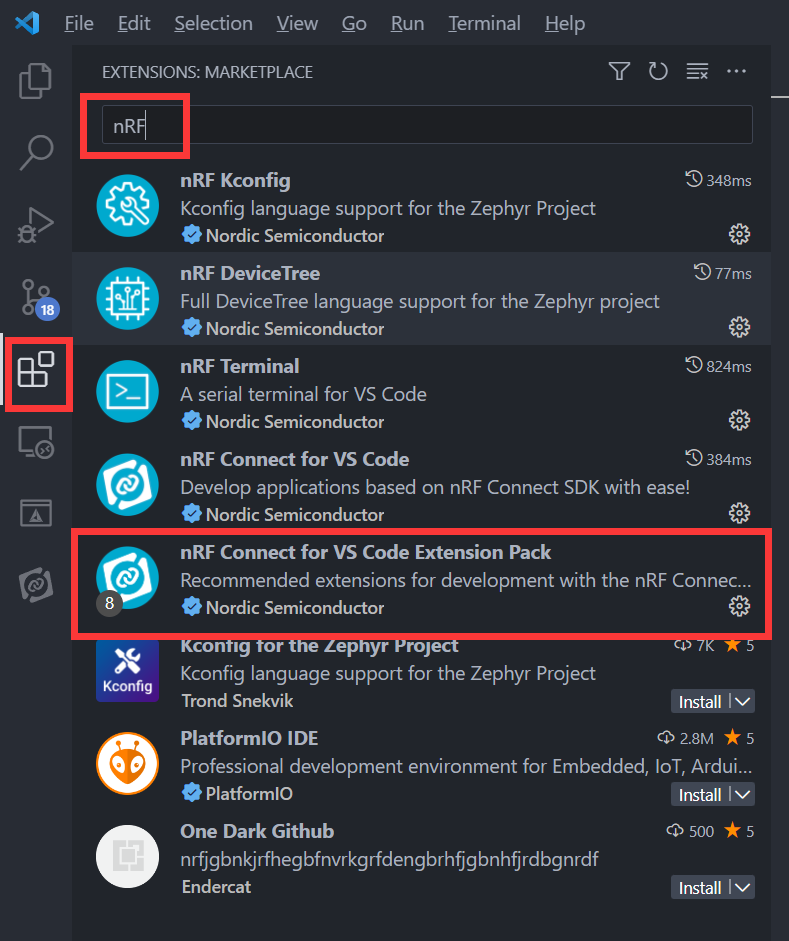 File Edit Selection View Go Run Terminal Help
EXTENSIONS: MARKETPLACE
nRF
nRF Kconfig 348ms
Kconfig language support for the Zephyr Project
Nordic Semiconductor
nRF DeviceTree 77ms
Full DeviceTree language support for the Zephyr project
Nordic Semiconductor
18
nRF Terminal 824ms
A serial terminal for VS Code
Nordic Semiconductor
nRF Connect for VS Code 384ms
Develop applications based on nRF Connect SDK with ease!
Nordic Semiconductor
nRF Connect for VS Code Extension Pack
Recommended extensions for development with the nRF Connec...
8 Nordic Semiconductor
Kconfig for the Zephyr Project 7K 5
Kconfig language support for the Zephyr Project
Kconfig
Trond Snekvik Install
PlatformIO IDE 2.8M 5
Professional development environment for Embedded, IoT, Ardui...
PlatformIO Install
One Dark Github 500 5
nrfjgbnkjrfhegbfnvrkgrfdengbrhfjgbnhfjrdbgnrdf
Endercat Install